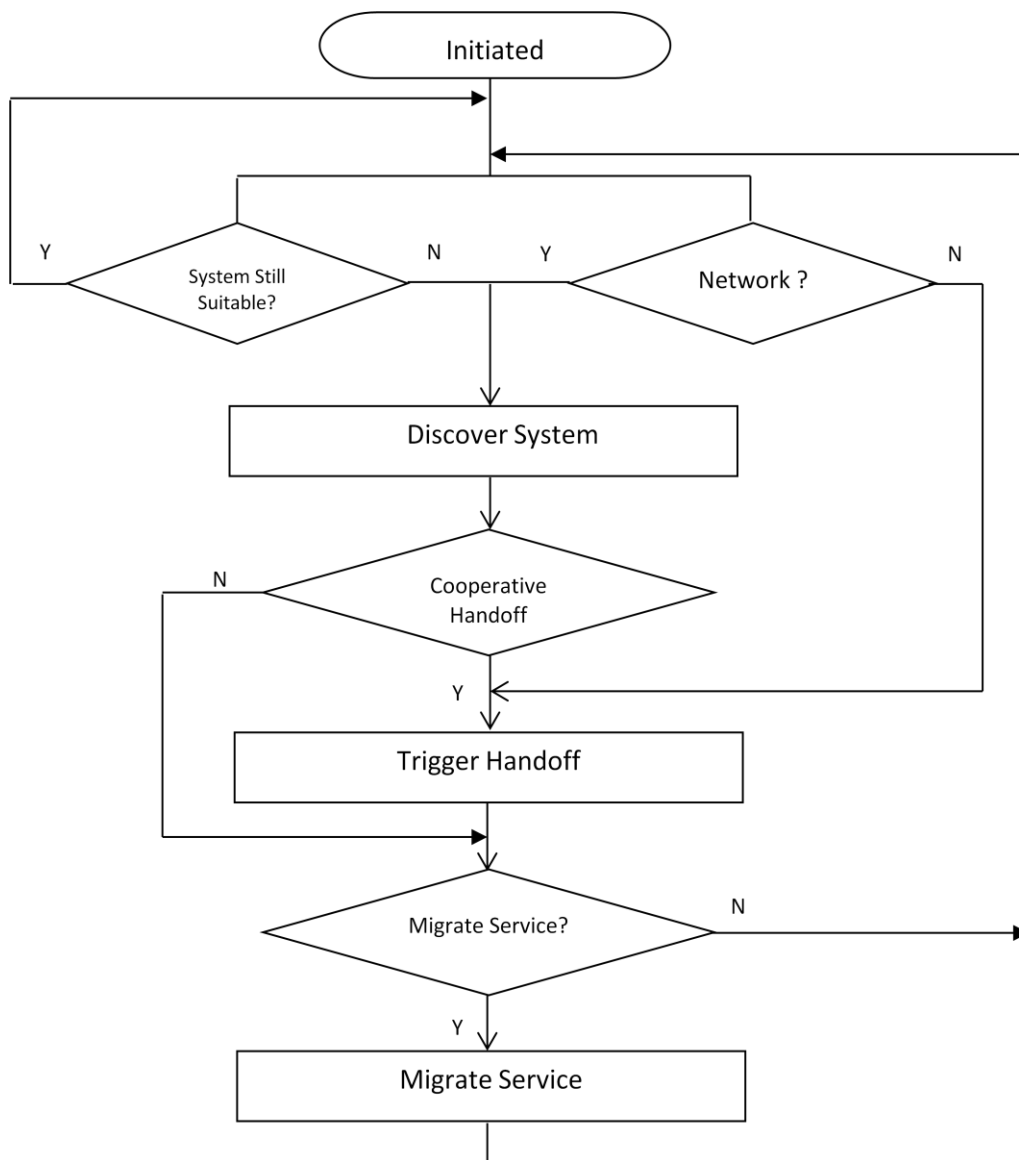 Initiated
Y
System Still
Suitable?
N
Y
Network ?
N
Discover System
N
Cooperative
Handoff
Y
Trigger Handoff
Migrate Service?
N
Y
Migrate Service